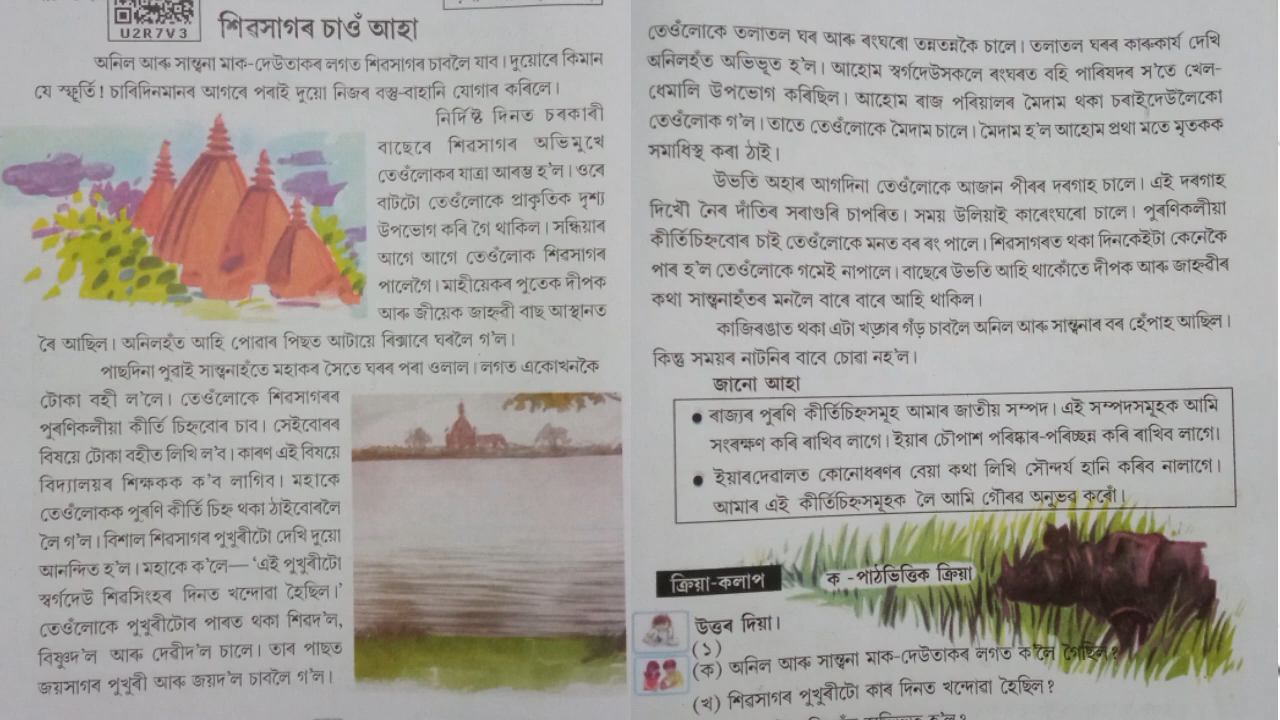 U2R7V3
শিৱসাগৰ চাওঁ আহা
অনিল আৰু সান্ত্বনা মাক-দেউতাকৰ লগত শিৱসাগৰ চাবলৈ যাব। দুয়োৰে কিমান
যে স্ফূৰ্তি! চাৰিদিনমানৰ আগৰে পৰাই দুয়ো নিজৰ বস্তু-বাহানি যোগাৰ কৰিলে।
নিৰ্দিষ্ট দিনত চৰকাৰী
বাছেৰে শিৱসাগৰ অভিমুখে
তেওঁলোকৰ যাত্ৰা আৰম্ভ হ'ল। ওৰে
বাটটো তেওঁলোকে প্ৰাকৃতিক দৃশ্য
উপভোগ কৰি গৈ থাকিল। সন্ধিয়াৰ
আগে আগে তেওঁলোক শিৱসাগৰ
পালেগৈ। মাহীয়েকৰ পুতেক দীপক
আৰু জীয়েক জাহ্নৱী বাছ আস্থানত
ৰৈ আছিল। অনিলহঁত আহি পোৱাৰ পিছত আটায়ে ৰিক্সাৰে ঘৰলৈ গ'ল।
পাছদিনা পুৱাই সান্ত্বনাহঁতে মহাকৰ সৈতে ঘৰৰ পৰা ওলাল। লগত একোখনকৈ
টোকা বহী ল'লে। তেওঁলোকে শিৱসাগৰৰ
পুৰণিকলীয়া কীৰ্তি চিহ্নবোৰ চাব। সেইবোৰৰ
বিষয়ে টোকা বহীত লিখি ল'ব। কাৰণ এই বিষয়ে
বিদ্যালয়ৰ শিক্ষকক ক'ব লাগিব। মহাকে
তেওঁলোকক পুৰণি কীৰ্তি চিহ্ন থকা ঠাইবোৰলৈ
লৈ গ'ল। বিশাল শিৱসাগৰ পুখুৰীটো দেখি দুয়ো
আনন্দিত হ'ল। মহাকে ক'লে— 'এই পুখুৰীটো
স্বৰ্গদেউ শিৱসিংহৰ দিনত খন্দোৱা হৈছিল।'
তেওঁলোকে পুখুৰীটোৰ পাৰত থকা শিৱদ'ল,
বিষ্ণুদ'ল আৰু দেৱীদ'ল চালে। তাৰ পাছত
জয়সাগৰ পুখুৰী আৰু জয়দ'ল চাবলৈ গ'ল।
তেওঁলোকে তলাতল ঘৰ আৰু ৰংঘৰো তন্নতন্নকৈ চালে। তলাতল ঘৰৰ কাৰুকাৰ্য দেখি
অনিলহঁত অভিভূত হ'ল। আহোম স্বৰ্গদেউসকলে ৰংঘৰত বহি পাৰিষদৰ স'তে খেল-
ধেমালি উপভোগ কৰিছিল। আহোম ৰাজ পৰিয়ালৰ মৈদাম থকা চৰাইদেউলৈকো
তেওঁলোক গ'ল। তাতে তেওঁলোকে মৈদাম চালে। মৈদাম হ'ল আহোম প্ৰথা মতে মৃতকক
সমাধিস্থ কৰা ঠাই।
উভতি অহাৰ আগদিনা তেওঁলোকে আজান পীৰৰ দৰগাহ চালে। এই দৰগাহ
দিখৌ নৈৰ দাঁতিৰ সৰাগুৰি চাপৰিত। সময় উলিয়াই কাৰেংঘৰো চালে। পুৰণিকলীয়া
কীৰ্তিচিহ্নবোৰ চাই তেওঁলোকে মনত বৰ ৰং পালে। শিৱসাগৰত থকা দিনকেইটা কেনেকৈ
পাৰ হ'ল তেওঁলোকে গমেই নাপালে। বাছেৰে উভতি আহি থাকোঁতে দীপক আৰু জাহ্নৱীৰ
কথা সান্ত্বনাহঁতৰ মনলৈ বাৰে বাৰে আহি থাকিল।
কাজিৰঙাত থকা এটা খড়্গৰ গঁড় চাবলৈ অনিল আৰু সান্ত্বনাৰ বৰ হেঁপাহ আছিল।
কিন্তু সময়ৰ নাটনিৰ বাবে চোৱা নহ'ল।
জানো আহা
● ৰাজ্যৰ পুৰণি কীৰ্তিচিহ্নসমূহ আমাৰ জাতীয় সম্পদ। এই সম্পদসমূহক আমি
সংৰক্ষণ কৰি ৰাখিব লাগে। ইয়াৰ চৌপাশ পৰিষ্কাৰ-পৰিচ্ছন্ন কৰি ৰাখিব লাগে।
● ইয়াৰ দেৱালত কোনোধৰণৰ বেয়া কথা লিখি সৌন্দৰ্য হানি কৰিব নালাগে।
আমাৰ এই কীৰ্তিচিহ্নসমূহক লৈ আমি গৌৰৱ অনুভৱ কৰোঁ।
ক্ৰিয়া-কলাপ
ক -পাঠভিত্তিক ক্ৰিয়া
উত্তৰ দিয়া।
(১)
(ক) অনিল আৰু সান্ত্বনা মাক-দেউতাকৰ লগত ক'লৈ গৈছিল?
(খ) শিৱসাগৰ পুখুৰীটো কাৰ দিনত খন্দোৱা হৈছিল?